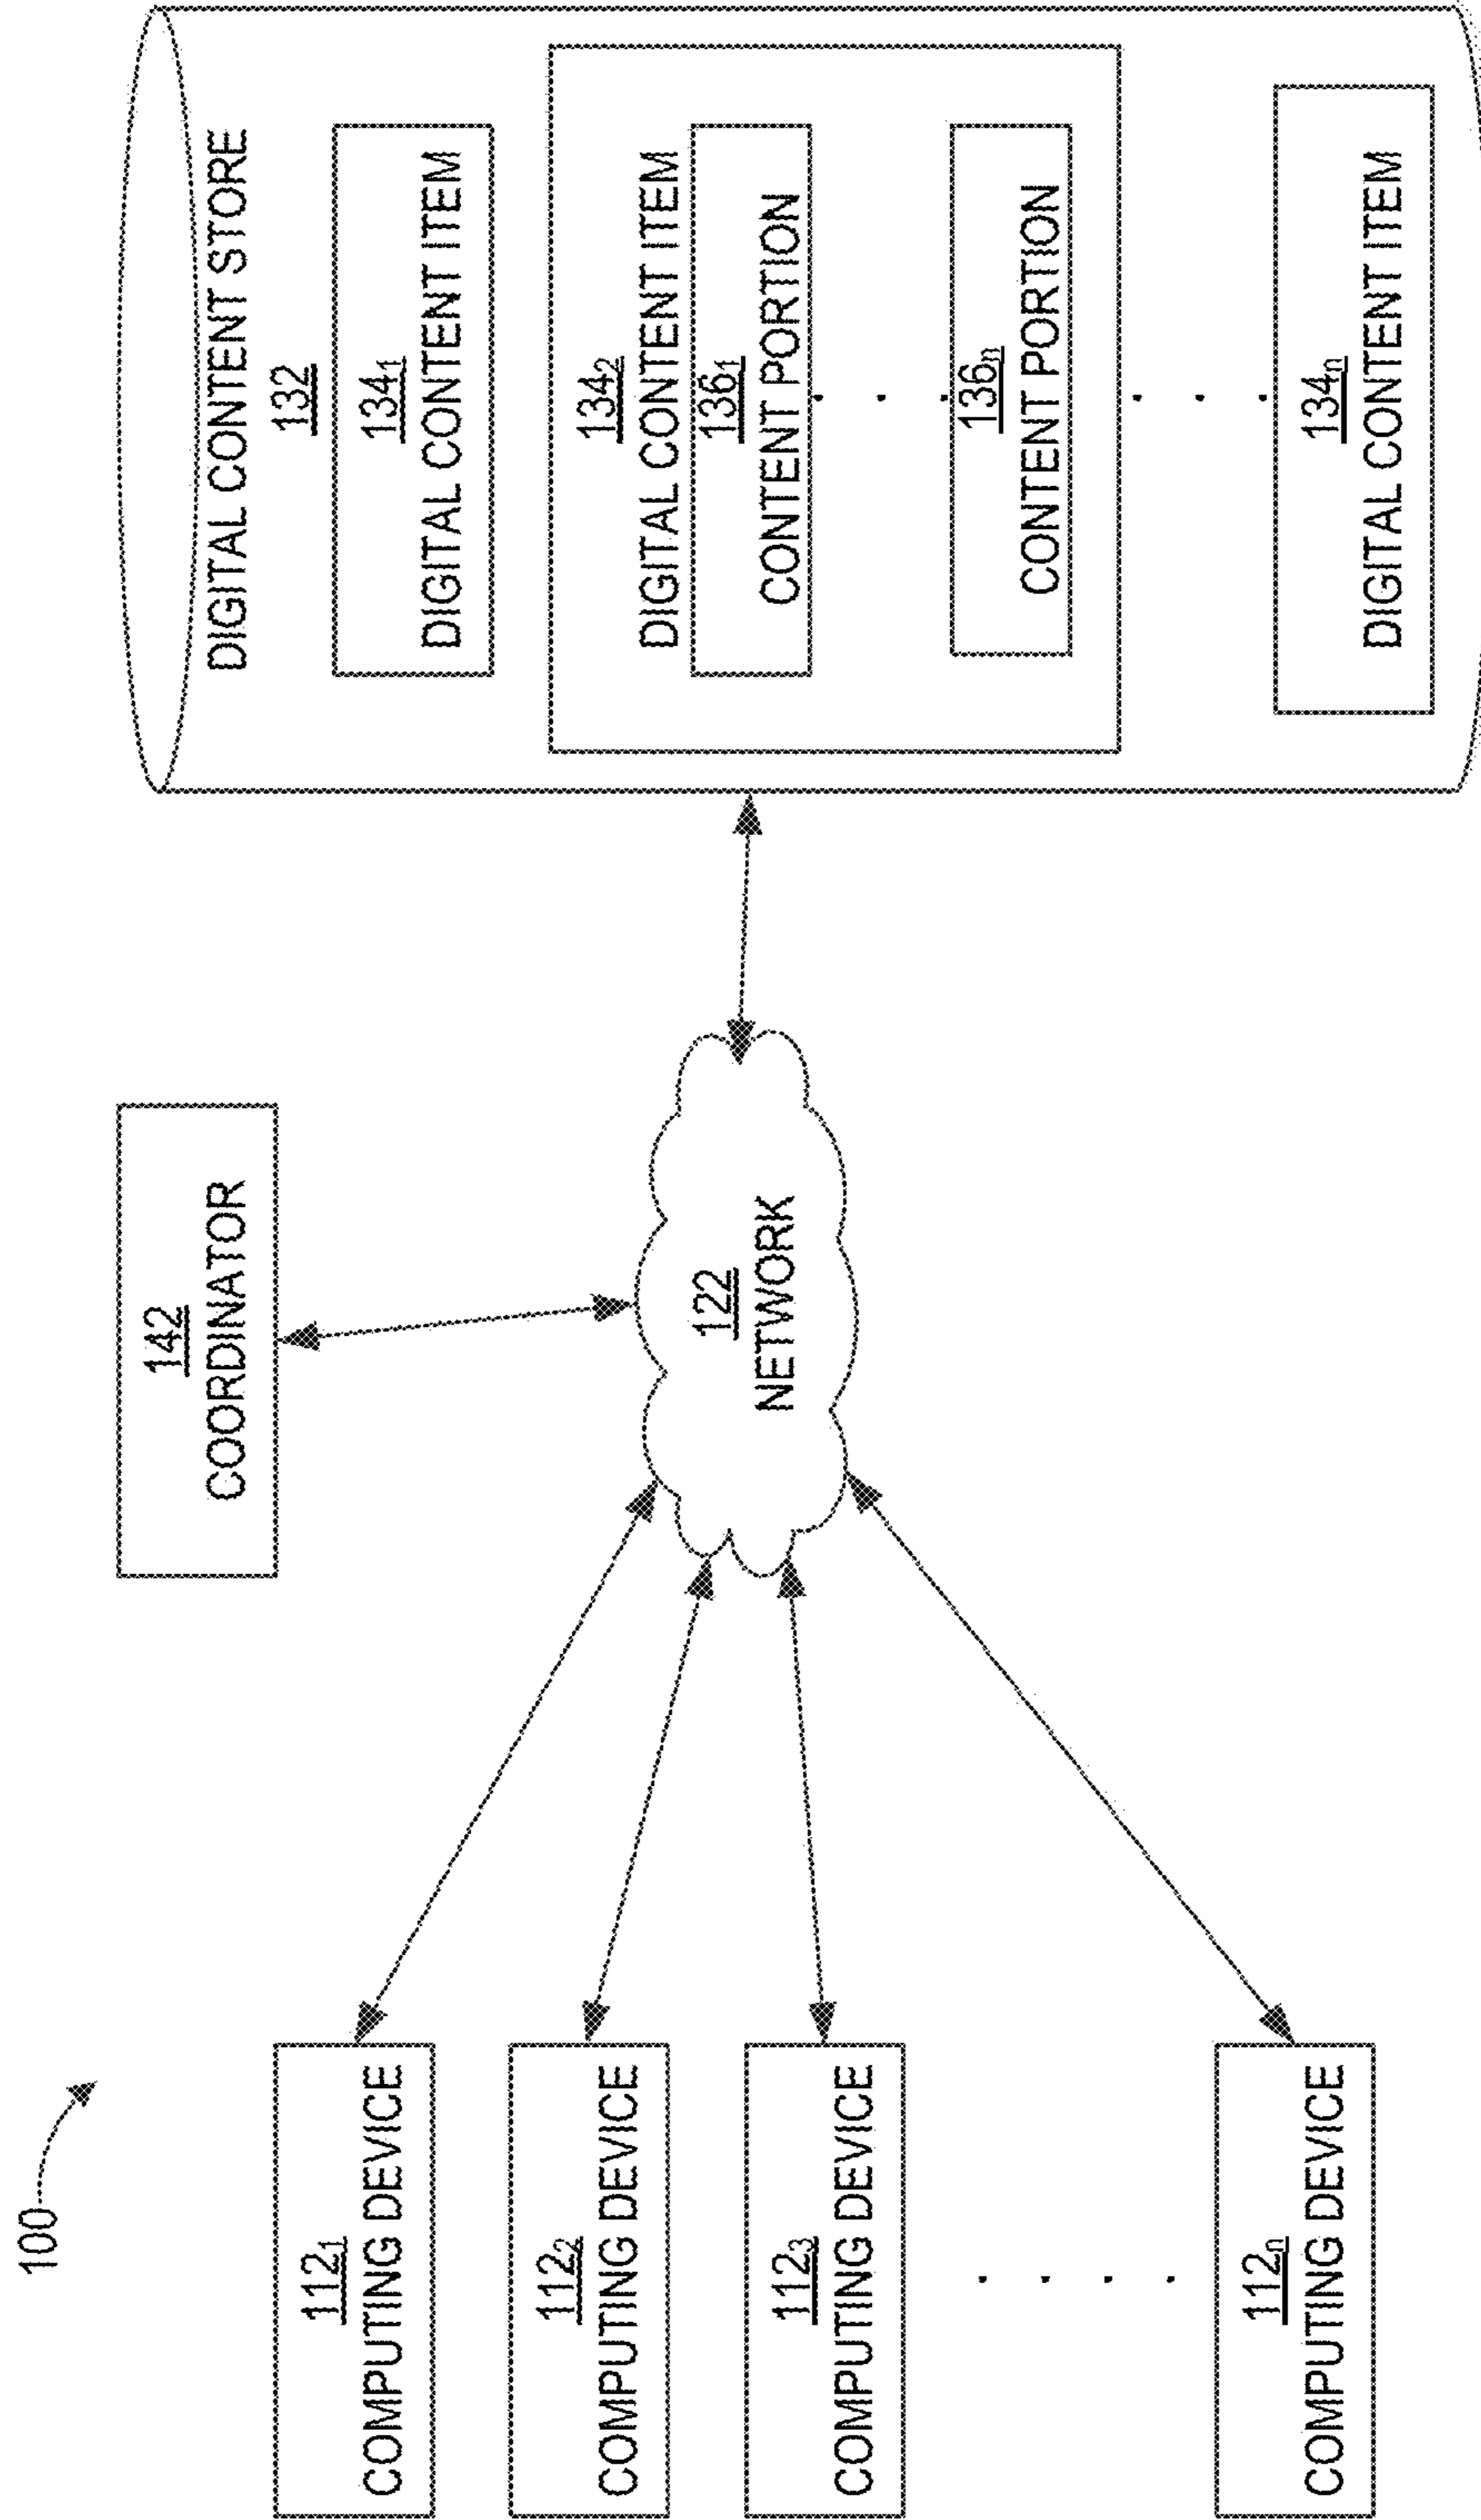 100
112₁
COMPUTING DEVICE
112₂
COMPUTING DEVICE
112₃
COMPUTING DEVICE
112ₙ
COMPUTING DEVICE
142
COORDINATOR
122
NETWORK
DIGITAL CONTENT STORE
132
134₁
DIGITAL CONTENT ITEM
134₂
DIGITAL CONTENT ITEM
136₁
CONTENT PORTION
136ₙ
CONTENT PORTION
134ₙ
DIGITAL CONTENT ITEM